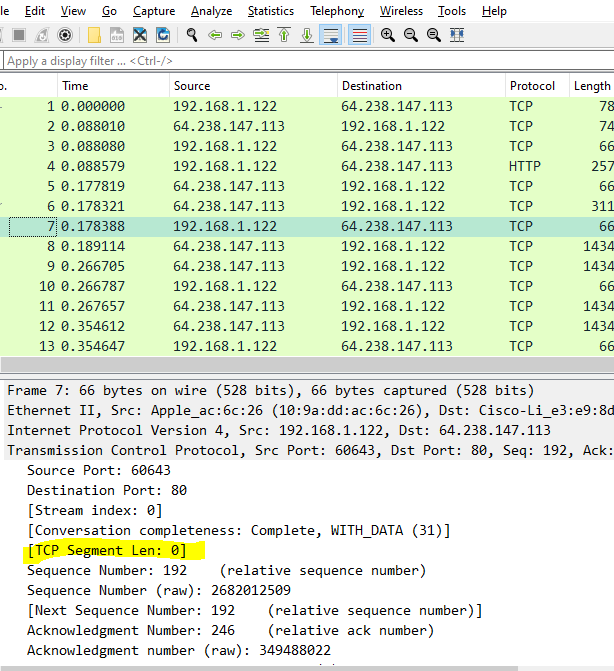 le Edit View Go Capture Analyze Statistics Telephony Wireless Tools Help
Apply a display filter ... <Ctrl-/>
o. Time Source Destination Protocol Length
1 0.000000 192.168.1.122 64.238.147.113 TCP 78
2 0.088010 64.238.147.113 192.168.1.122 TCP 74
3 0.088080 192.168.1.122 64.238.147.113 TCP 66
4 0.088579 192.168.1.122 64.238.147.113 HTTP 257
5 0.177819 64.238.147.113 192.168.1.122 TCP 66
6 0.178321 64.238.147.113 192.168.1.122 TCP 311
7 0.178388 192.168.1.122 64.238.147.113 TCP 66
8 0.189114 64.238.147.113 192.168.1.122 TCP 1434
9 0.266705 64.238.147.113 192.168.1.122 TCP 1434
10 0.266787 192.168.1.122 64.238.147.113 TCP 66
11 0.267657 64.238.147.113 192.168.1.122 TCP 1434
12 0.354612 64.238.147.113 192.168.1.122 TCP 1434
13 0.354647 192.168.1.122 64.238.147.113 TCP 66
Frame 7: 66 bytes on wire (528 bits), 66 bytes captured (528 bits)
Ethernet II, Src: Apple_ac:6c:26 (10:9a:dd:ac:6c:26), Dst: Cisco-Li_e3:e9:8d
Internet Protocol Version 4, Src: 192.168.1.122, Dst: 64.238.147.113
Transmission Control Protocol, Src Port: 60643, Dst Port: 80, Seq: 192, Ack:
Source Port: 60643
Destination Port: 80
[Stream index: 0]
[Conversation completeness: Complete, WITH_DATA (31)]
[TCP Segment Len: 0]
Sequence Number: 192 (relative sequence number)
Sequence Number (raw): 2682012509
[Next Sequence Number: 192 (relative sequence number)]
Acknowledgment Number: 246 (relative ack number)
Acknowledgment number (raw): 349488022